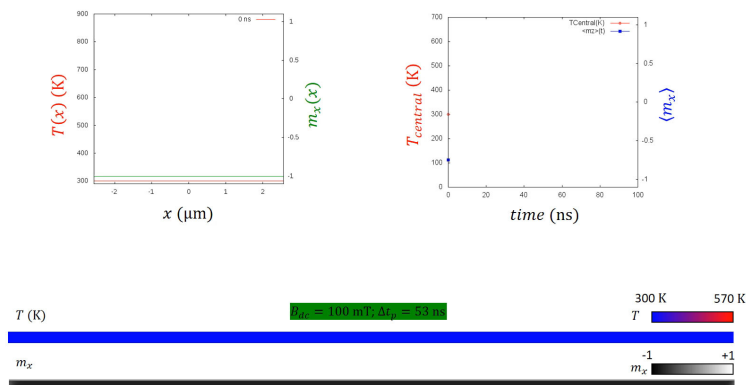 900
800
700
600
500
400
300
-2
-1
0
1
2
1
0.5
0
-0.5
-1
0 ns
T(x) (K)
m_x(x)
x (μm)
700
600
500
400
300
200
100
0
0
20
40
60
80
100
1
0.5
0
-0.5
-1
TCentral(K)
<mz>(t)
T_central (K)
⟨m_x⟩
time (ns)
B_dc = 100 mT; Δt_p = 53 ns
300 K 570 K
T (K)
T
m_x
-1 +1
m_x